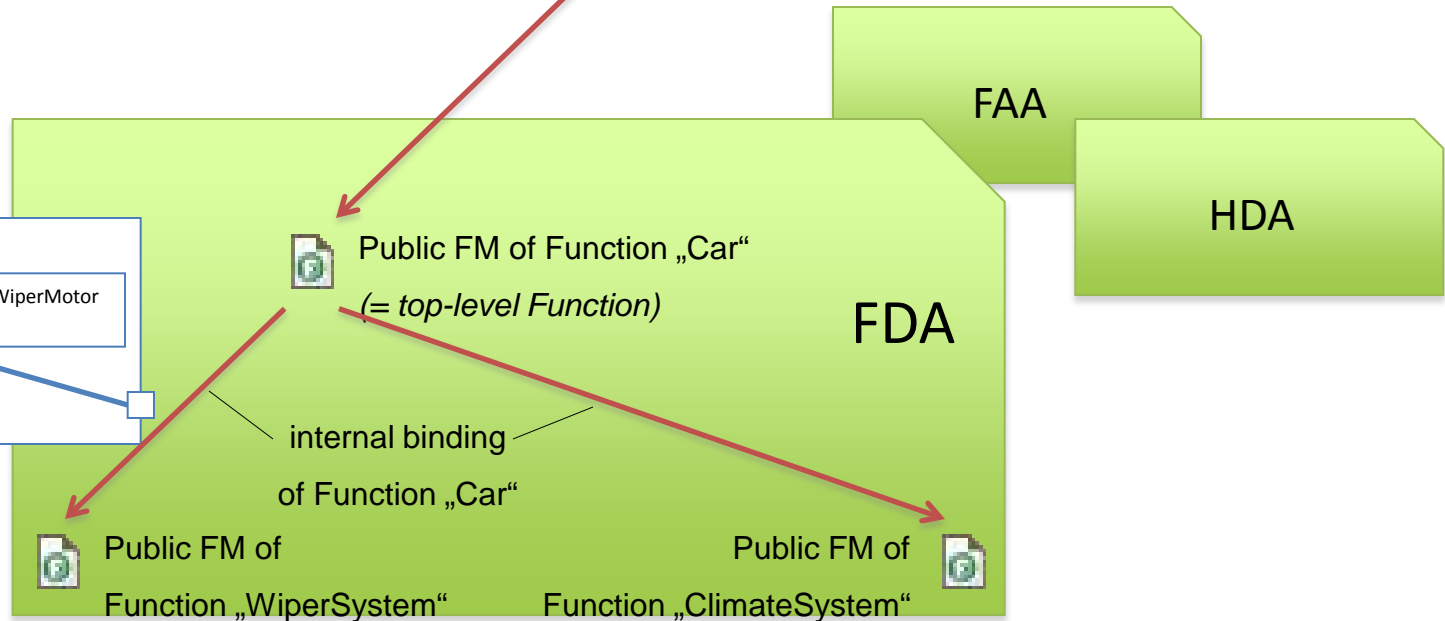 FAA
HDA
Public FM of Function „Car“
(= top-level Function)
FDA
WiperMotor
internal binding
of Function „Car“
Public FM of
Function „WiperSystem“
Public FM of
Function „ClimateSystem“